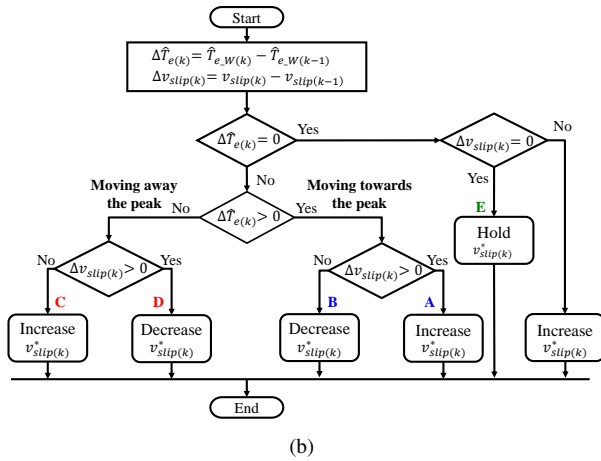 Start
ΔT̂e(k) = T̂e_W(k) − T̂e_W(k−1)
Δvslip(k) = vslip(k) − vslip(k−1)
ΔT̂e(k) = 0
Yes
Δvslip(k) = 0
No
No
Yes
Moving away
the peak
Moving towards
the peak
E
No
ΔT̂e(k) > 0
Yes
Hold
v*slip(k)
No
Δvslip(k) > 0
Yes
No
Δvslip(k) > 0
Yes
C
D
B
A
Increase
v*slip(k)
Decrease
v*slip(k)
Decrease
v*slip(k)
Increase
v*slip(k)
Increase
v*slip(k)
End
(b)